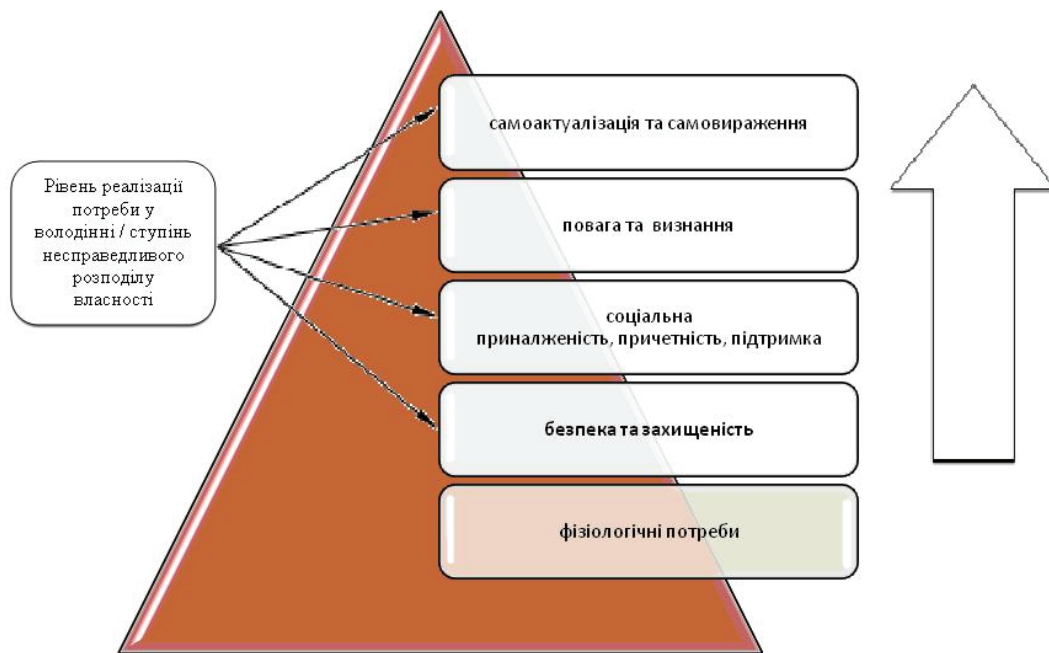 самоактуалізація та самовираження
Рівень реалізації
потреби у
володінні / ступінь
несправедливого
розподілу
власності
повага та визнання
соціальна
приналженість, причетність, підтримка
безпека та захищеність
фізіологічні потреби